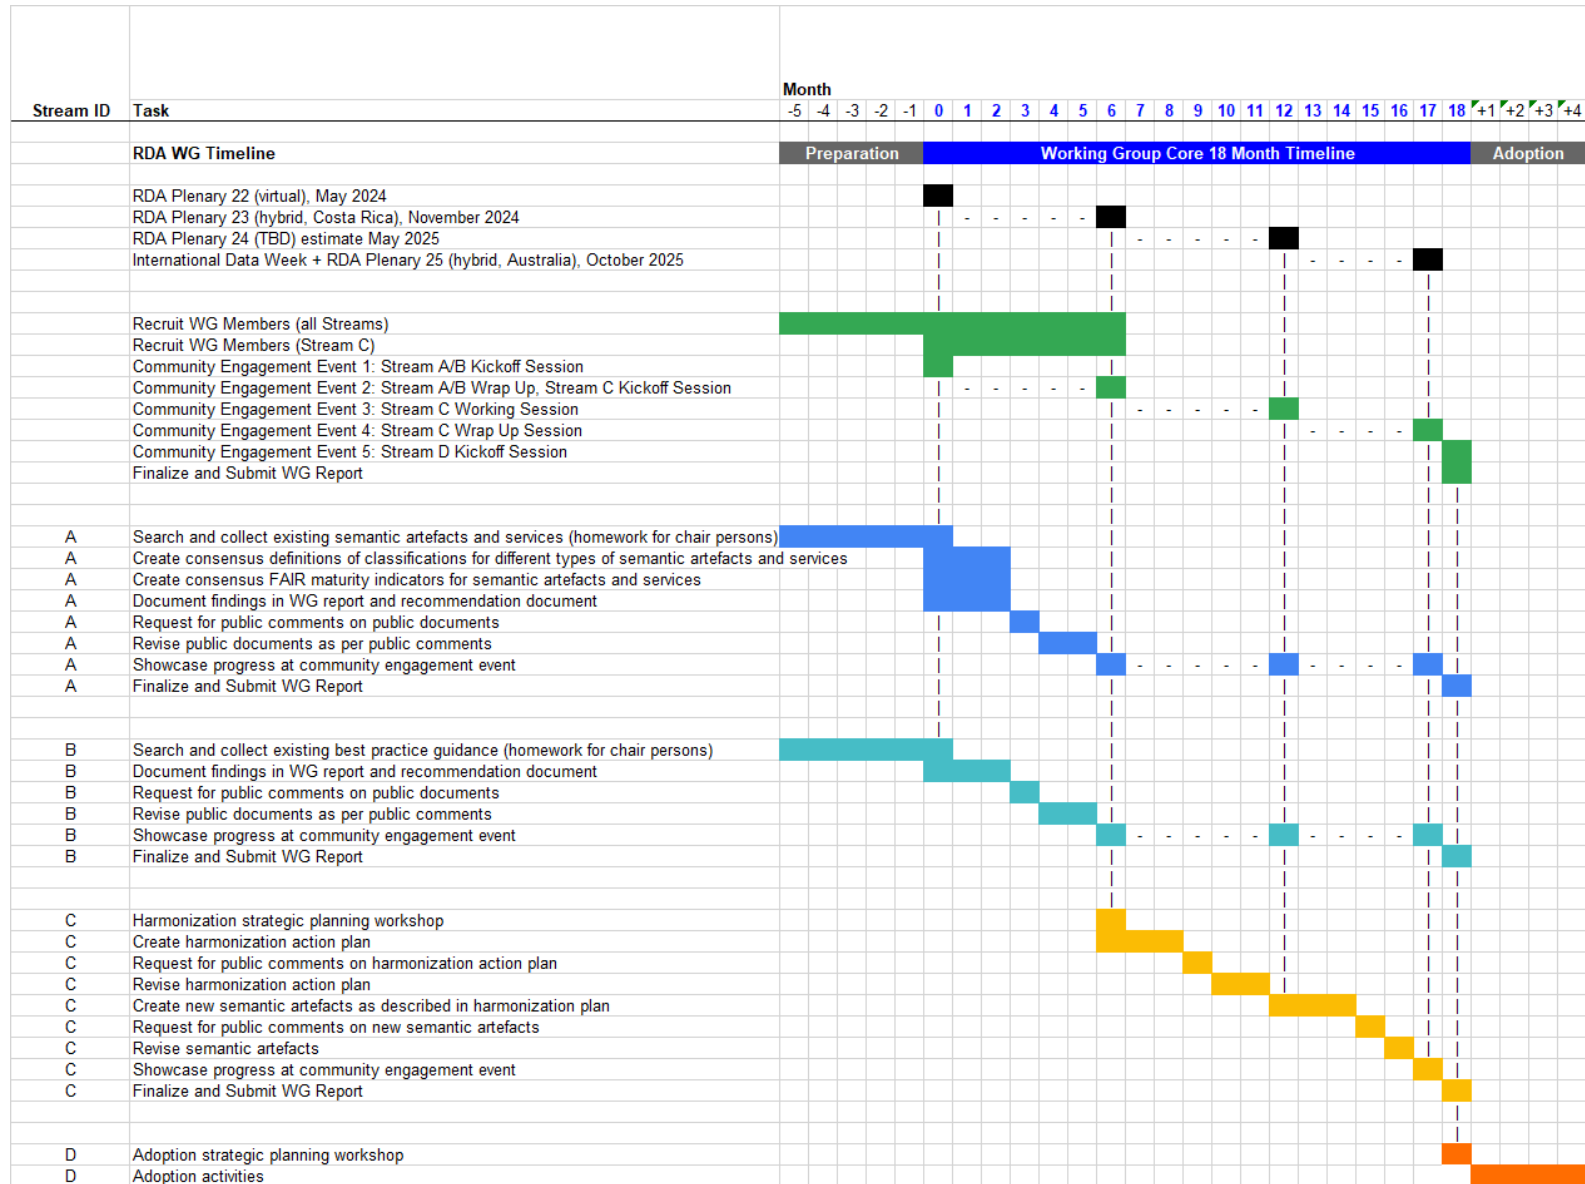 Month
Stream ID Task -5 -4 -3 -2 -1 0 1 2 3 4 5 6 7 8 9 10 11 12 13 14 15 16 17 18 +1 +2 +3 +4
RDA WG Timeline Preparation Working Group Core 18 Month Timeline Adoption
RDA Plenary 22 (virtual), May 2024
RDA Plenary 23 (hybrid, Costa Rica), November 2024
RDA Plenary 24 (TBD) estimate May 2025
International Data Week + RDA Plenary 25 (hybrid, Australia), October 2025
Recruit WG Members (all Streams)
Recruit WG Members (Stream C)
Community Engagement Event 1: Stream A/B Kickoff Session
Community Engagement Event 2: Stream A/B Wrap Up, Stream C Kickoff Session
Community Engagement Event 3: Stream C Working Session
Community Engagement Event 4: Stream C Wrap Up Session
Community Engagement Event 5: Stream D Kickoff Session
Finalize and Submit WG Report
A Search and collect existing semantic artefacts and services (homework for chair persons)
A Create consensus definitions of classifications for different types of semantic artefacts and services
A Create consensus FAIR maturity indicators for semantic artefacts and services
A Document findings in WG report and recommendation document
A Request for public comments on public documents
A Revise public documents as per public comments
A Showcase progress at community engagement event
A Finalize and Submit WG Report
B Search and collect existing best practice guidance (homework for chair persons)
B Document findings in WG report and recommendation document
B Request for public comments on public documents
B Revise public documents as per public comments
B Showcase progress at community engagement event
B Finalize and Submit WG Report
C Harmonization strategic planning workshop
C Create harmonization action plan
C Request for public comments on harmonization action plan
C Revise harmonization action plan
C Create new semantic artefacts as described in harmonization plan
C Request for public comments on new semantic artefacts
C Revise semantic artefacts
C Showcase progress at community engagement event
C Finalize and Submit WG Report
D Adoption strategic planning workshop
D Adoption activities